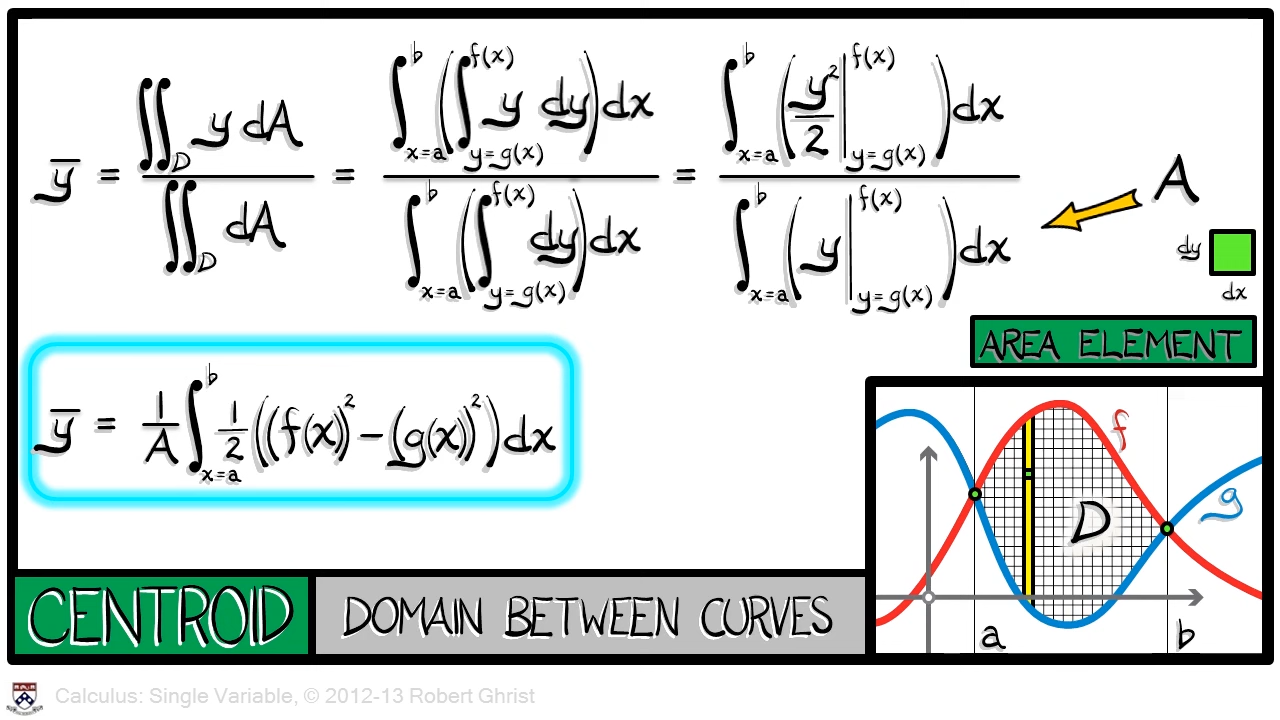 ȳ = ∬_D y dA / ∬_D dA = ∫_{x=a}^{b} (∫_{y=g(x)}^{f(x)} y dy) dx / ∫_{x=a}^{b} (∫_{y=g(x)}^{f(x)} dy) dx = ∫_{x=a}^{b} (y²/2 |_{y=g(x)}^{f(x)}) dx / ∫_{x=a}^{b} (y |_{y=g(x)}^{f(x)}) dx
A
dy
dx
AREA ELEMENT
ȳ = 1/A ∫_{x=a}^{b} 1/2 ((f(x))² − (g(x))²) dx
f
g
D
a
b
CENTROID
DOMAIN BETWEEN CURVES
Calculus: Single Variable, © 2012-13 Robert Ghrist